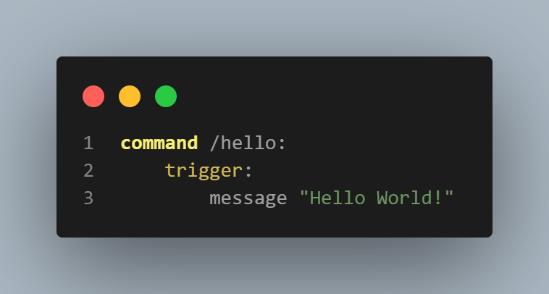 1 command /hello:
2     trigger:
3         message "Hello World!"